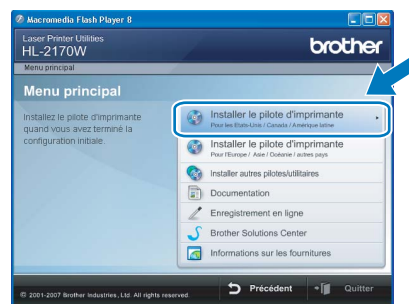 Macromedia Flash Player 8
Laser Printer Utilities
HL-2170W
brother
Menu principal
Menu principal
Installez le pilote d'imprimante
quand vous avez terminé la
configuration initiale.
Installer le pilote d'imprimante
Pour les Etats-Unis / Canada / Amérique latine
Installer le pilote d'imprimante
Pour l'Europe / Asie / Océanie / autres pays
Installer autres pilotes/utilitaires
Documentation
Enregistrement en ligne
Brother Solutions Center
Informations sur les fournitures
© 2001-2007 Brother Industries, Ltd. All rights reserved.
Précédent
Quitter